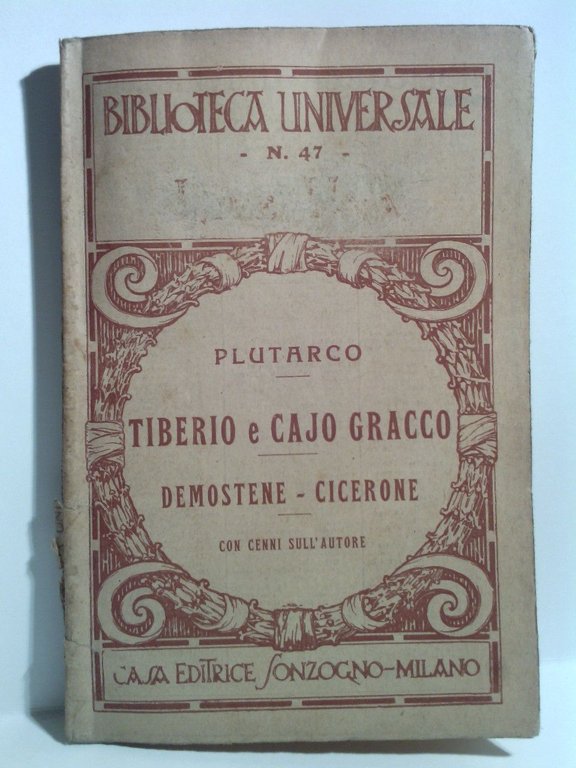 BIBLIOTECA UNIVERSALE
- N. 47 -
PLUTARCO
TIBERIO e CAJO GRACCO
DEMOSTENE - CICERONE
CON CENNI SULL'AUTORE
CASA EDITRICE SONZOGNO-MILANO